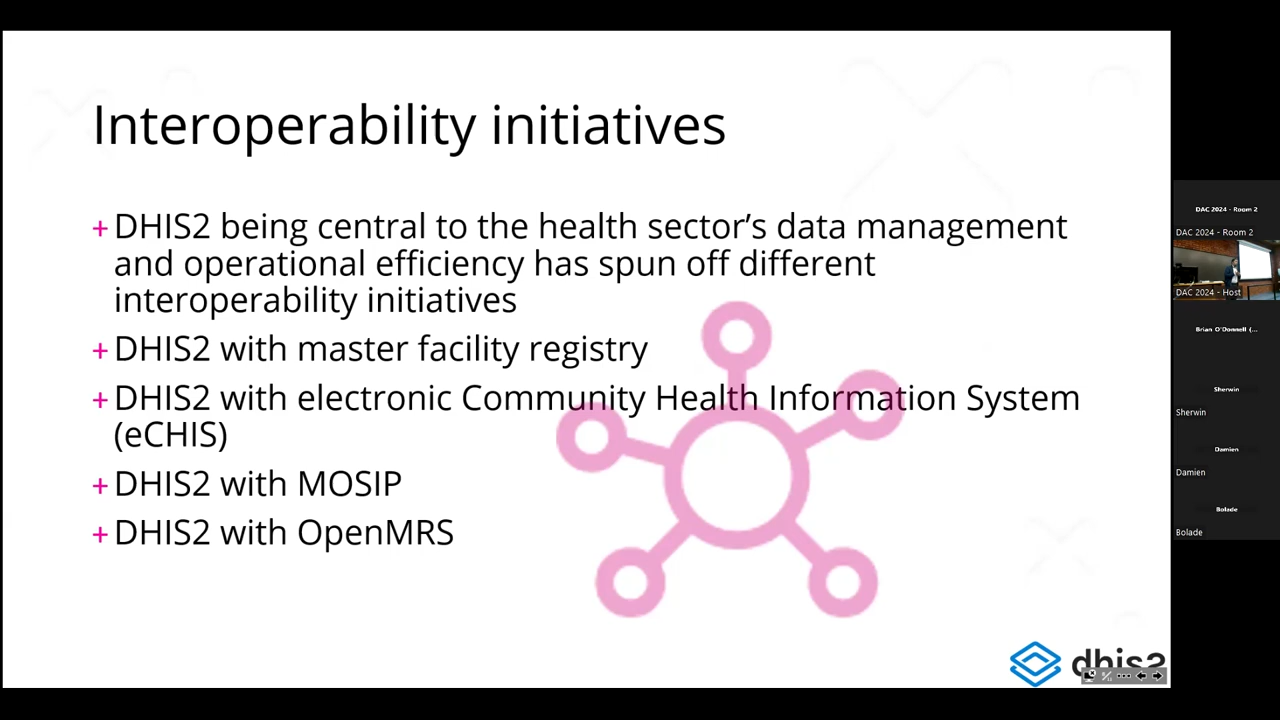 Interoperability initiatives
+ DHIS2 being central to the health sector’s data management
and operational efficiency has spun off different
interoperability initiatives
+ DHIS2 with master facility registry
+ DHIS2 with electronic Community Health Information System
(eCHIS)
+ DHIS2 with MOSIP
+ DHIS2 with OpenMRS
dhis2
DAC 2024 - Room 2
DAC 2024 - Room 2
DAC 2024 - Host
Brian O'Donnell (...
Sherwin
Sherwin
Damien
Damien
Bolade
Bolade